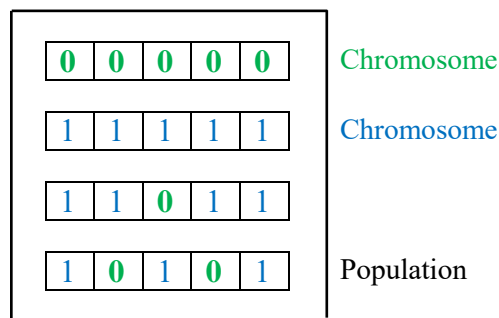 0 0 0 0 0 Chromosome
1 1 1 1 1 Chromosome
1 1 0 1 1
1 0 1 0 1 Population